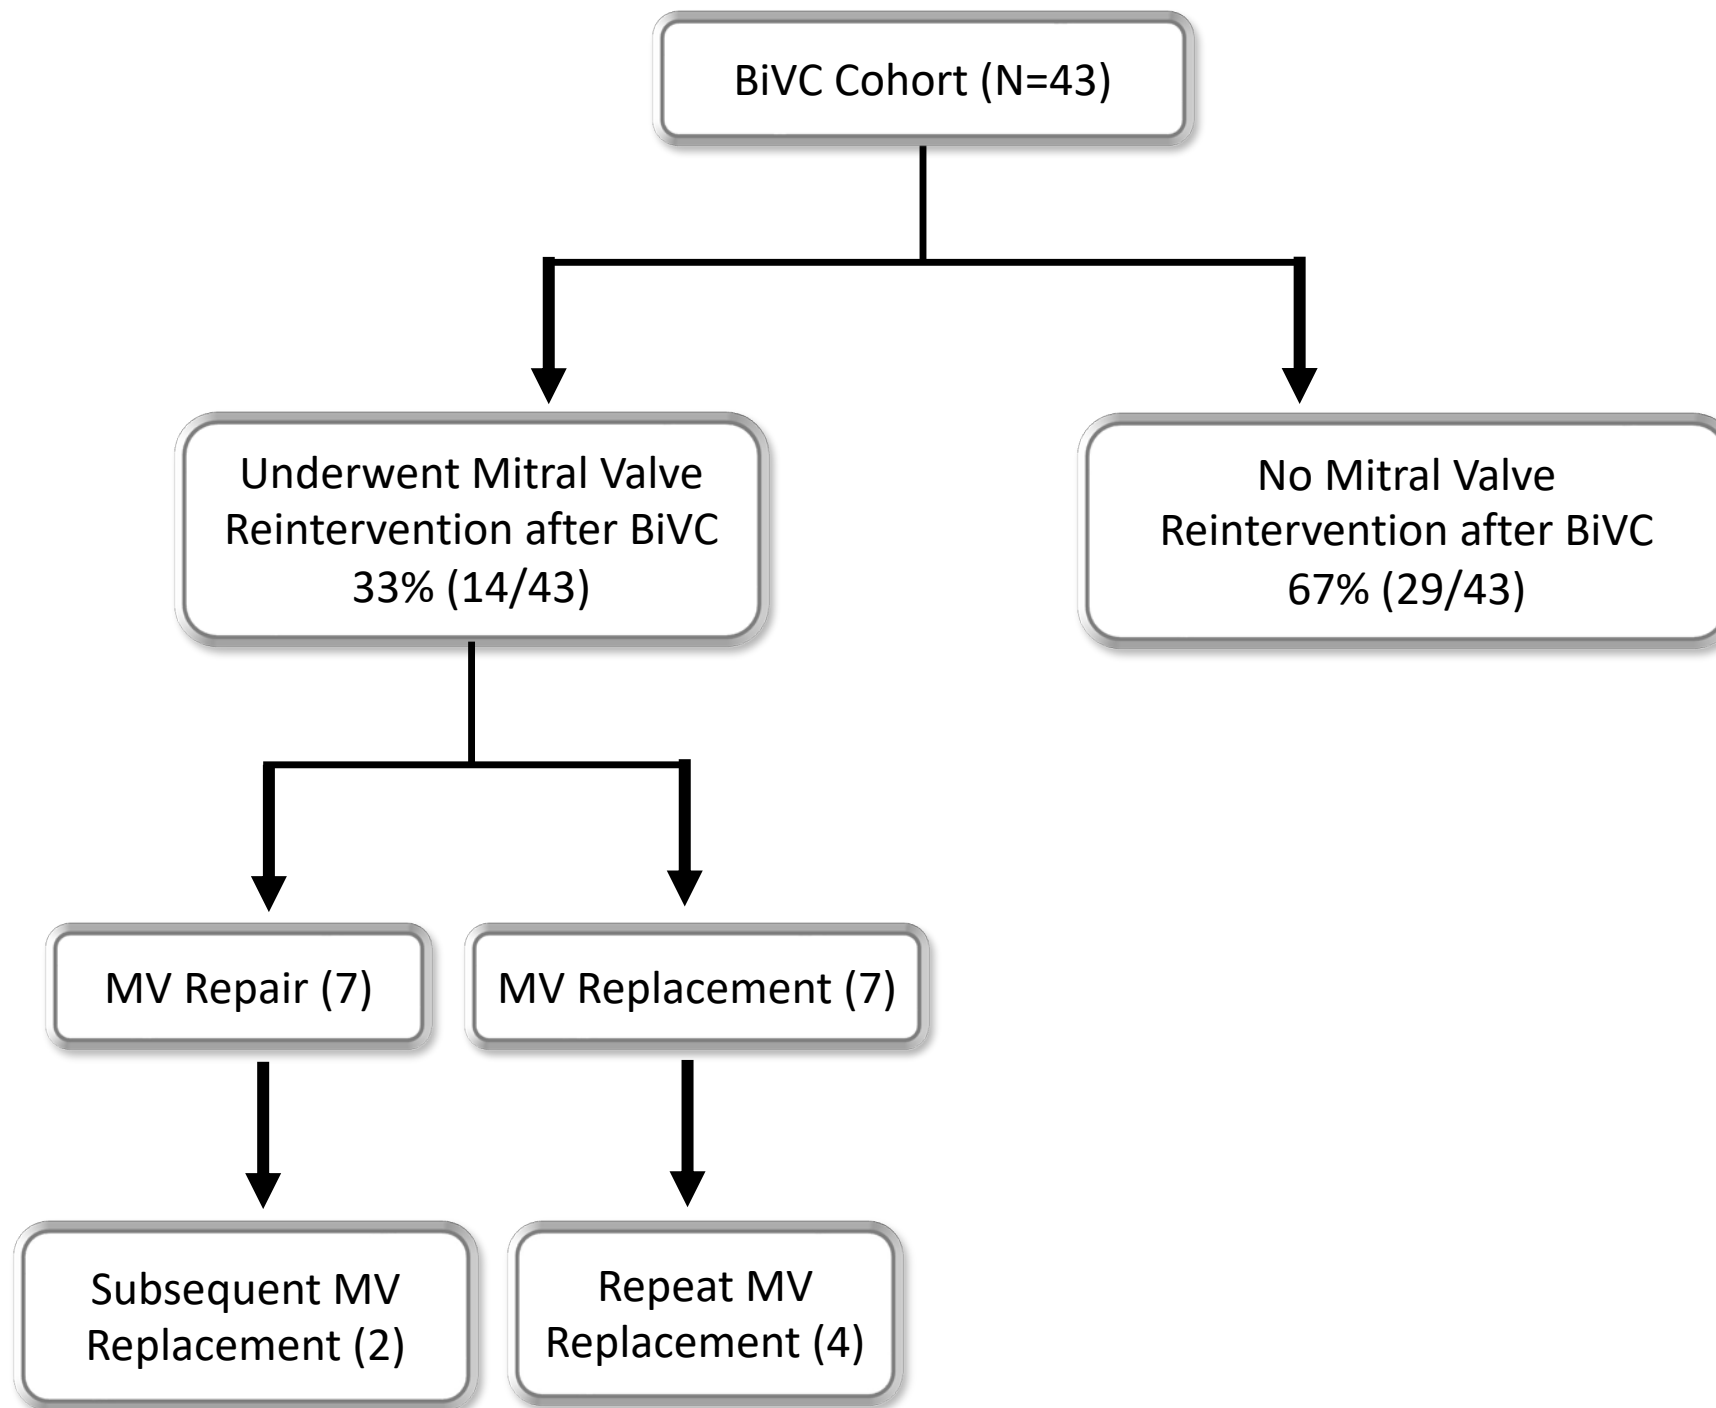 BiVC Cohort (N=43)
Underwent Mitral Valve
Reintervention after BiVC
33% (14/43)
No Mitral Valve
Reintervention after BiVC
67% (29/43)
MV Repair (7)
MV Replacement (7)
Subsequent MV
Replacement (2)
Repeat MV
Replacement (4)